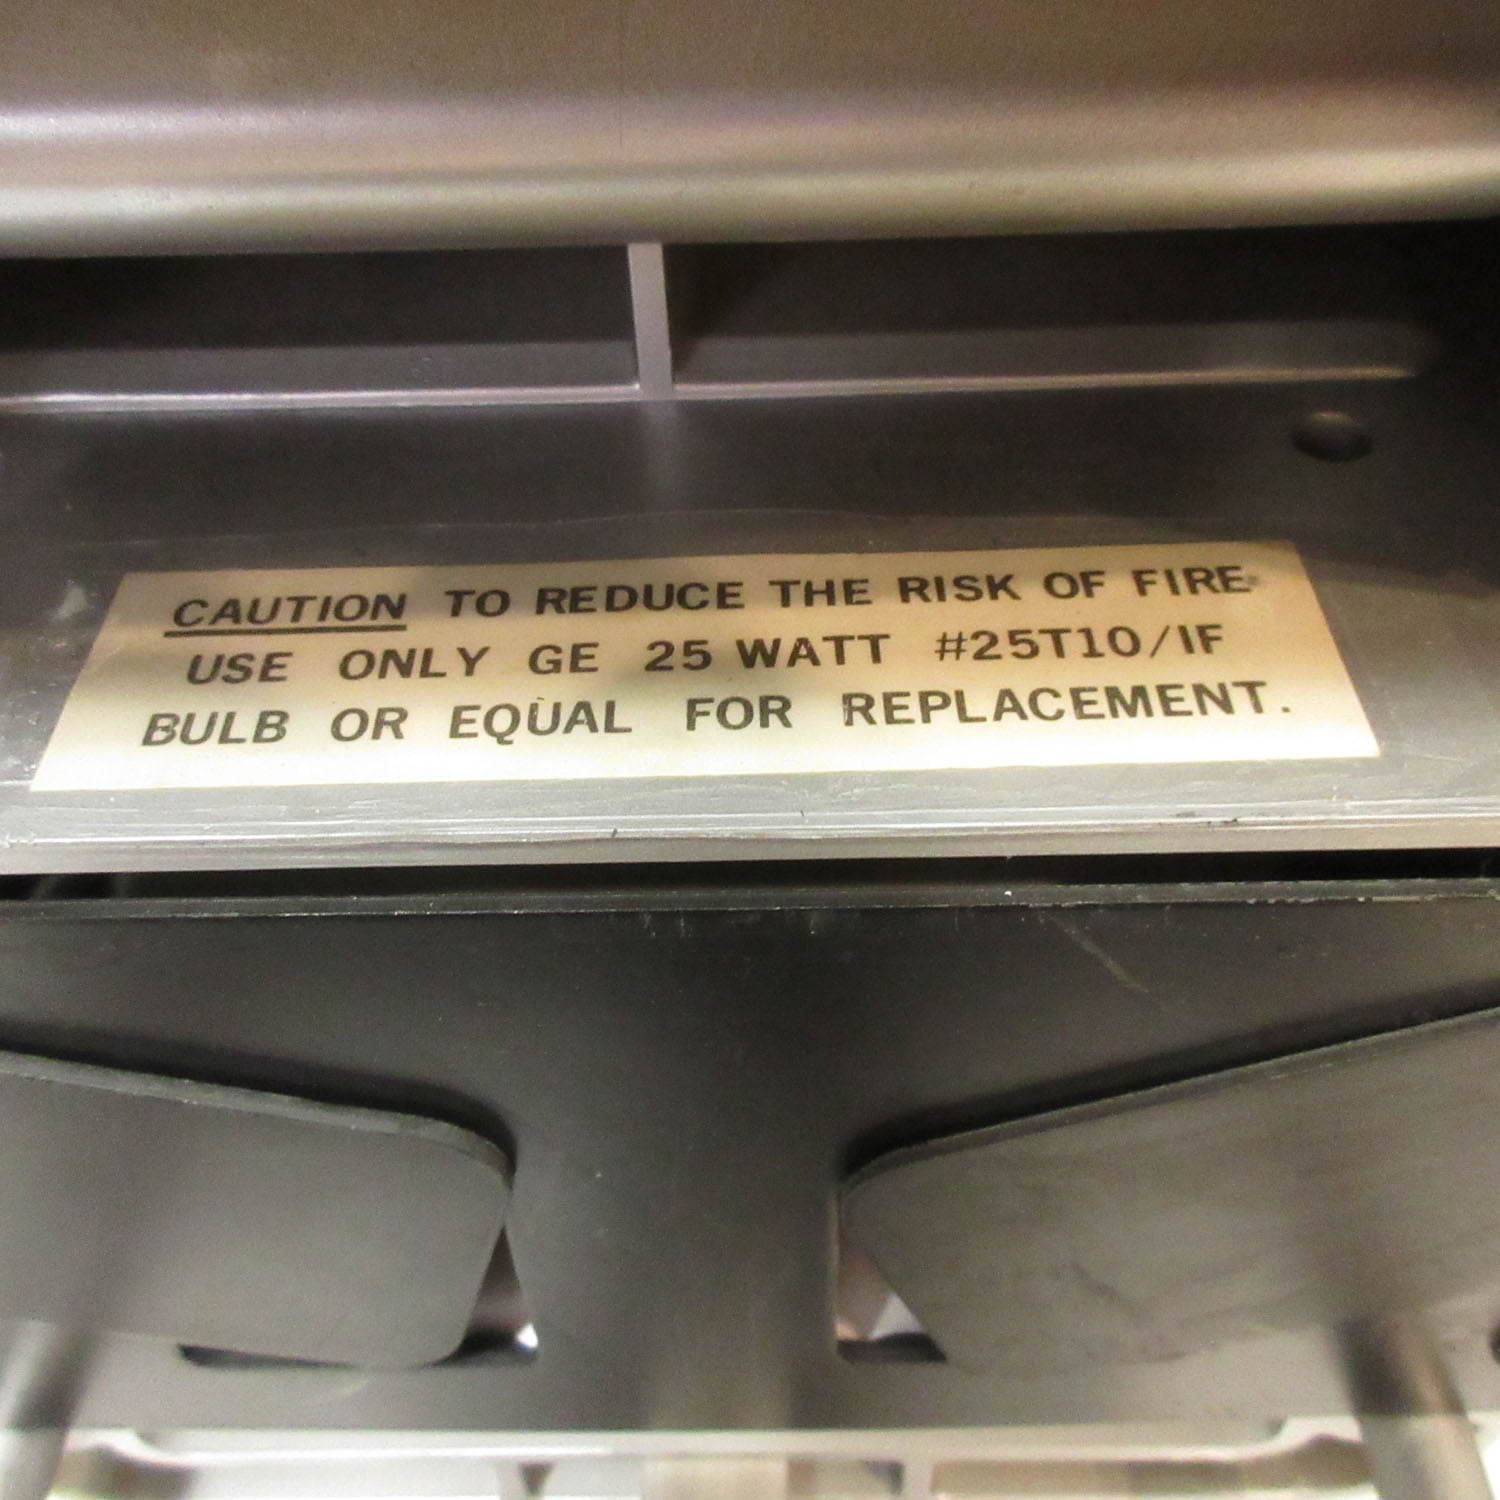 CAUTION TO REDUCE THE RISK OF FIRE
USE ONLY GE 25 WATT #25T10/IF
BULB OR EQUAL FOR REPLACEMENT.